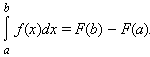 ∫ₐᵇ f(x)dx = F(b) − F(a).